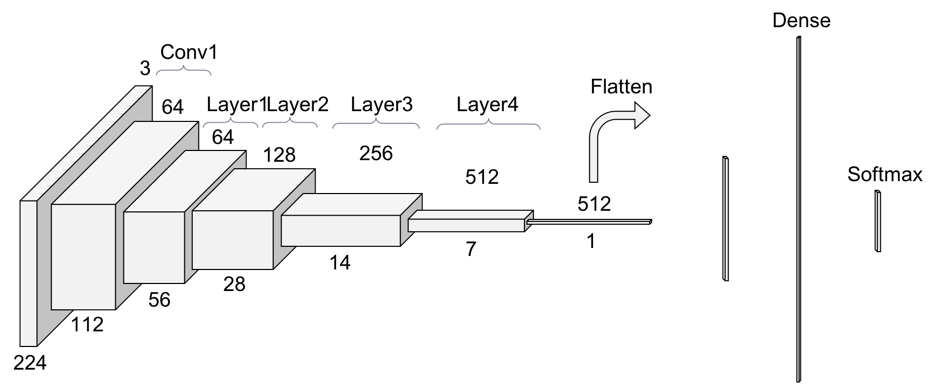 Dense
Conv1
3
Flatten
64
Layer1
Layer2
Layer3
Layer4
64
128
256
512
Softmax
512
1
7
14
28
56
112
224